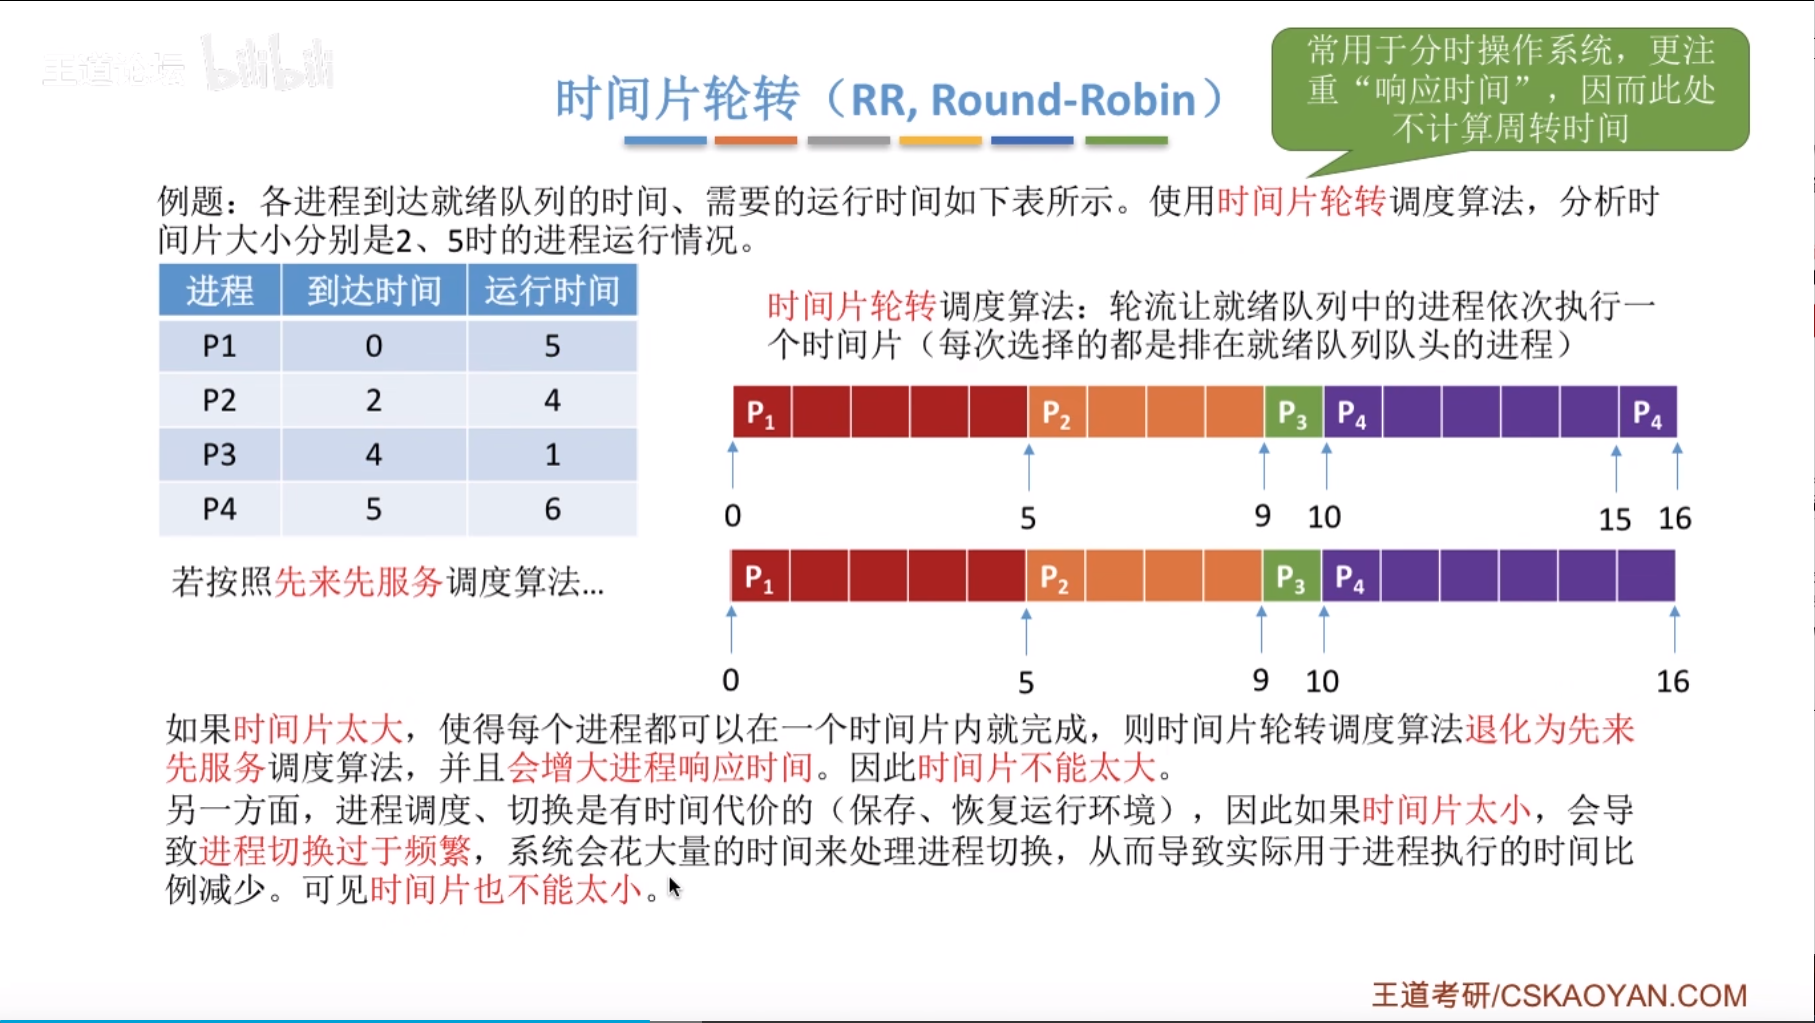 王道论坛 bilibili
时间片轮转（RR, Round-Robin）
常用于分时操作系统，更注
重“响应时间”，因而此处
不计算周转时间
例题：各进程到达就绪队列的时间、需要的运行时间如下表所示。使用时间片轮转调度算法，分析时
间片大小分别是2、5时的进程运行情况。
进程 到达时间 运行时间
P1 0 5
P2 2 4
P3 4 1
P4 5 6
时间片轮转调度算法：轮流让就绪队列中的进程依次执行一
个时间片（每次选择的都是排在就绪队列队头的进程）
P1 P2 P3 P4 P4
0 5 9 10 15 16
若按照先来先服务调度算法...
P1 P2 P3 P4
0 5 9 10 16
如果时间片太大，使得每个进程都可以在一个时间片内就完成，则时间片轮转调度算法退化为先来
先服务调度算法，并且会增大进程响应时间。因此时间片不能太大。
另一方面，进程调度、切换是有时间代价的（保存、恢复运行环境），因此如果时间片太小，会导
致进程切换过于频繁，系统会花大量的时间来处理进程切换，从而导致实际用于进程执行的时间比
例减少。可见时间片也不能太小。
王道考研/CSKAOYAN.COM